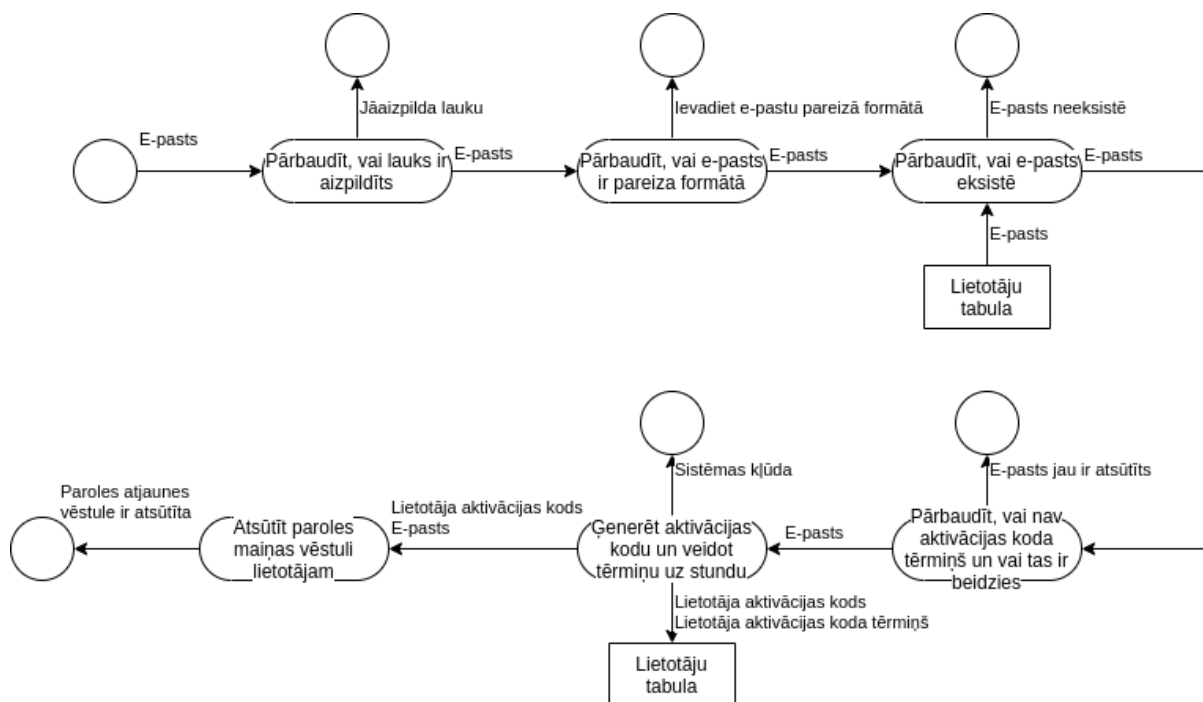 Jāaizpilda lauku
Ievadiet e-pastu pareizā formātā
E-pasts neeksistē
E-pasts
Pārbaudīt, vai lauks ir
aizpildīts
E-pasts
Pārbaudīt, vai e-pasts
ir pareiza formātā
E-pasts
Pārbaudīt, vai e-pasts
eksistē
E-pasts
E-pasts
Lietotāju
tabula
Sistēmas kļūda
E-pasts jau ir atsūtīts
Paroles atjaunes
vēstule ir atsūtīta
Atsūtīt paroles
maiņas vēstuli
lietotājam
Lietotāja aktivācijas kods
E-pasts
Ģenerēt aktivācijas
kodu un veidot
tērmiņu uz stundu
E-pasts
Pārbaudīt, vai nav
aktivācijas koda
tērmiņš un vai tas ir
beidzies
Lietotāja aktivācijas kods
Lietotāja aktivācijas koda tērmiņš
Lietotāju
tabula